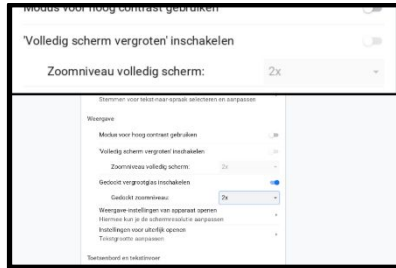 Modus voor hoog contrast gebruiken
'Volledig scherm vergroten' inschakelen
Zoomniveau volledig scherm: 2x
Stemmen voor tekst-naar-spraak selecteren en aanpassen
Weergave
Modus voor hoog contrast gebruiken
'Volledig scherm vergroten' inschakelen
Zoomniveau volledig scherm: 2x
Gedockt vergrootglas inschakelen
Gedockt zoomniveau: 2x
Weergave-instellingen van apparaat openen
Hiermee kun je de schermresolutie aanpassen
Instellingen voor uiterlijk openen
Tekstgrootte aanpassen
Toetsenbord en tekstinvoer